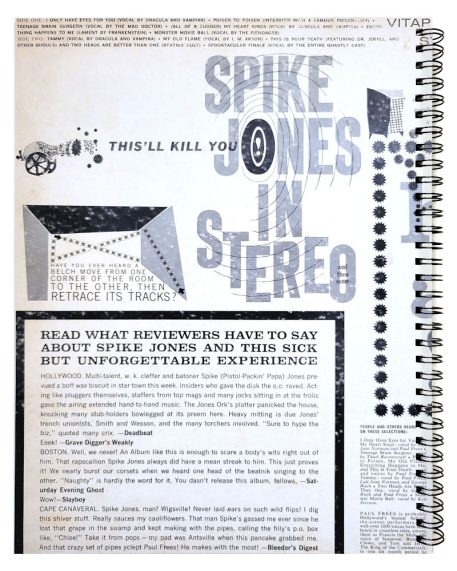 VITAP
SIDE ONE: I ONLY HAVE EYES FOR YOU (VOCAL BY DRACULA AND VAMPIRA) • POISEN TO POISEN (INTERVIEW WITH A FAMOUS
TEENAGE BRAIN SURGEON (VOCAL BY THE MAD DOCTOR) • (ALL OF A SUDDEN) MY HEART SINGS (VOCAL BY DRACULA AND VAMPIRA) • EVERY-
THING HAPPENS TO ME (LAMENT BY FRANKENSTEIN) • MONSTER MOVIE BALL (VOCAL BY THE FIENDAGER)
SIDE TWO: TAMMY (VOCAL BY DRACULA AND VAMPIRA) • MY OLD FLAME (VOCAL BY I. M. ARSON) • THIS IS YOUR DEATH (FEATURING DR. JEKYLL, AND
OTHER GHOULS) AND TWO HEADS ARE BETTER THAN ONE (BEATNIK DUET) • SPOOKTACULAR FINALE (VOCAL BY THE ENTIRE GHASTLY CAST)
THIS'LL KILL YOU
SPIKE
JONES
IN
STEREO
and
then
some
HAVE YOU EVER HEARD A
BELCH MOVE FROM ONE
CORNER OF THE ROOM
TO THE OTHER, THEN
RETRACE ITS TRACKS?
READ WHAT REVIEWERS HAVE TO SAY
ABOUT SPIKE JONES AND THIS SICK
BUT UNFORGETTABLE EXPERIENCE
HOLLYWOOD. Multi-talent, w. k. cleffer and batoner Spike (Pistol-Packin' Papa) Jones pre-
vued a boff wax biscuit in star town this week. Insiders who gave the disk the o.o. raved. Act-
ing like pluggers themselves, staffers from top mags and many jocks sitting in at the frolic
gave the airing extended hand-to-hand music. The Jones Ork's platter panicked the house,
knocking many stub-holders bowlegged at its preem here. Heavy mitting is due Jones'
trench unionists, Smith and Wesson, and the many torchers involved. "Sure to hype the
biz," quoted many crix. —Deadbeat
Eeek! —Grave Digger's Weakly
BOSTON. Well, we never! An Album like this is enough to scare a body's wits right out of
him. That rapscallion Spike Jones always did have a mean streak to him. This just proves
it! We nearly burst our corsets when we heard one head of the beatnik singing to the
other. "Naughty" is hardly the word for it. You dasn't release this album, fellows, —Sat-
urday Evening Ghost
Wow!—Slayboy
CAPE CANAVERAL. Spike Jones, man! Wigsville! Never laid ears on such wild flips! I dig
this shiver stuff. Really sauces my cauliflowers. That man Spike's gassed me ever since he
lost that grape in the swamp and kept walking with the pipes, calling the filly's p.o. box
like, "Chloe!" Take it from pops – my pad was Antsville when this pancake grabbed me.
And that crazy set of pipes yclept Paul Frees! He makes with the most! —Bleeder's Digest
PEOPLE AND OTHERS HEARD
ON THESE SELECTIONS.